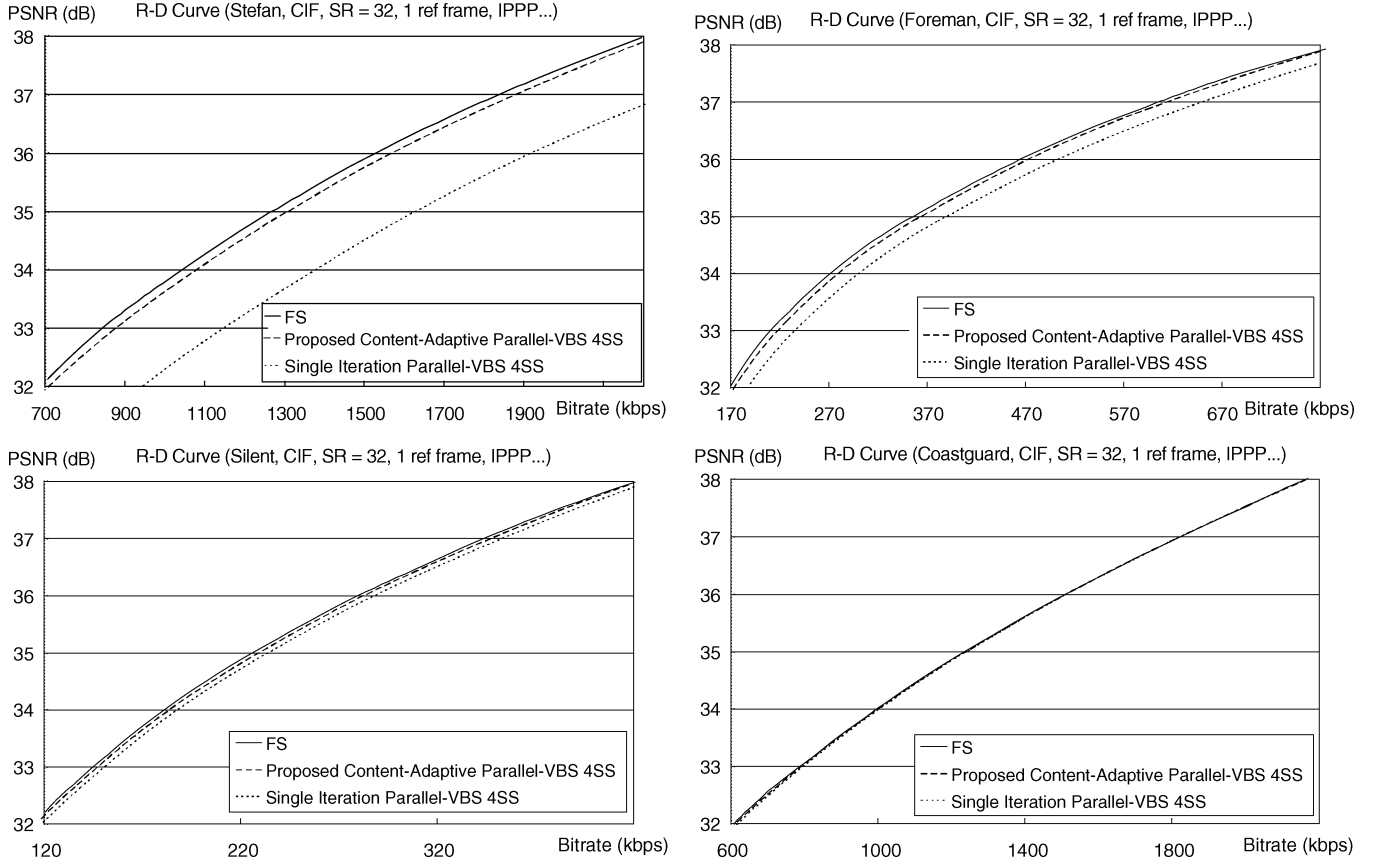 PSNR (dB)
R-D Curve (Stefan, CIF, SR = 32, 1 ref frame, IPPP...)
38
37
36
35
34
33
32
FS
Proposed Content-Adaptive Parallel-VBS 4SS
Single Iteration Parallel-VBS 4SS
700 900 1100 1300 1500 1700 1900 Bitrate (kbps)
PSNR (dB)
R-D Curve (Foreman, CIF, SR = 32, 1 ref frame, IPPP...)
38
37
36
35
34
33
32
FS
Proposed Content-Adaptive Parallel-VBS 4SS
Single Iteration Parallel-VBS 4SS
170 270 370 470 570 670 Bitrate (kbps)
PSNR (dB)
R-D Curve (Silent, CIF, SR = 32, 1 ref frame, IPPP...)
38
37
36
35
34
33
32
FS
Proposed Content-Adaptive Parallel-VBS 4SS
Single Iteration Parallel-VBS 4SS
120 220 320 Bitrate (kbps)
PSNR (dB)
R-D Curve (Coastguard, CIF, SR = 32, 1 ref frame, IPPP...)
38
37
36
35
34
33
32
FS
Proposed Content-Adaptive Parallel-VBS 4SS
Single Iteration Parallel-VBS 4SS
600 1000 1400 1800 Bitrate (kbps)